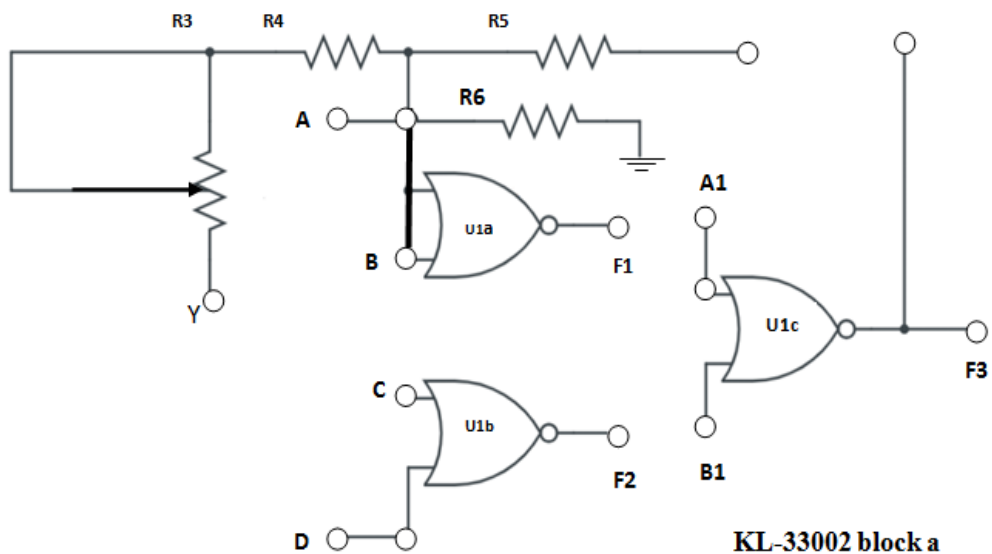 R3 R4 R5
A R6
A1
U1a
B F1
Y
U1c
F3
C
U1b
F2 B1
D
KL-33002 block a